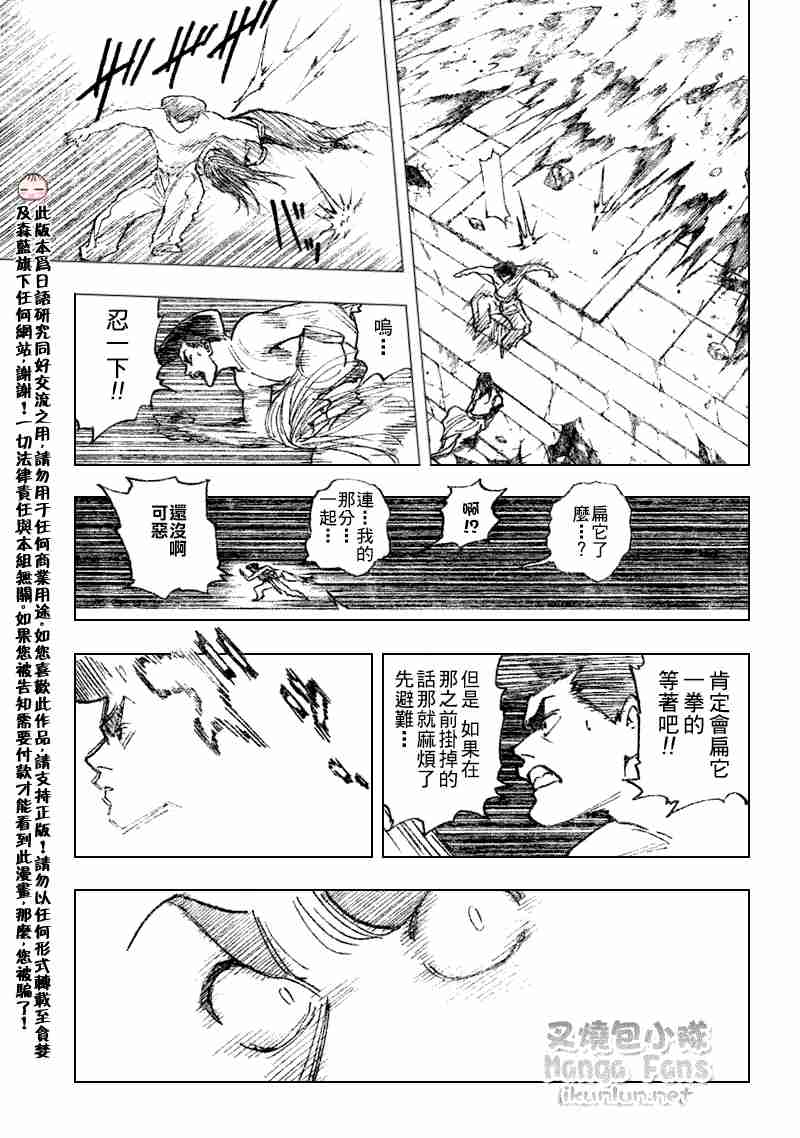 嗚…
忍一下!!
扁它了
麼…?
啊!?
連…我的
那分…
一起…
還沒啊
可惡
肯定會扁它
一拳的
等著吧!!
但是 如果在
那之前掛掉的
話那就麻煩了
先避難…
此版本爲日語研究同好交流之用,請勿用于任何商業用途。如您喜歡此作品,請支持正版!請勿以任何形式轉載至貪婪
及森藍旗下任何網站,謝謝!一切法律責任與本組無關。如果您被告知需要付款才能看到此漫畫,那麼,您被騙了!
叉燒包小隊
Manga Fans
ikunlun.net